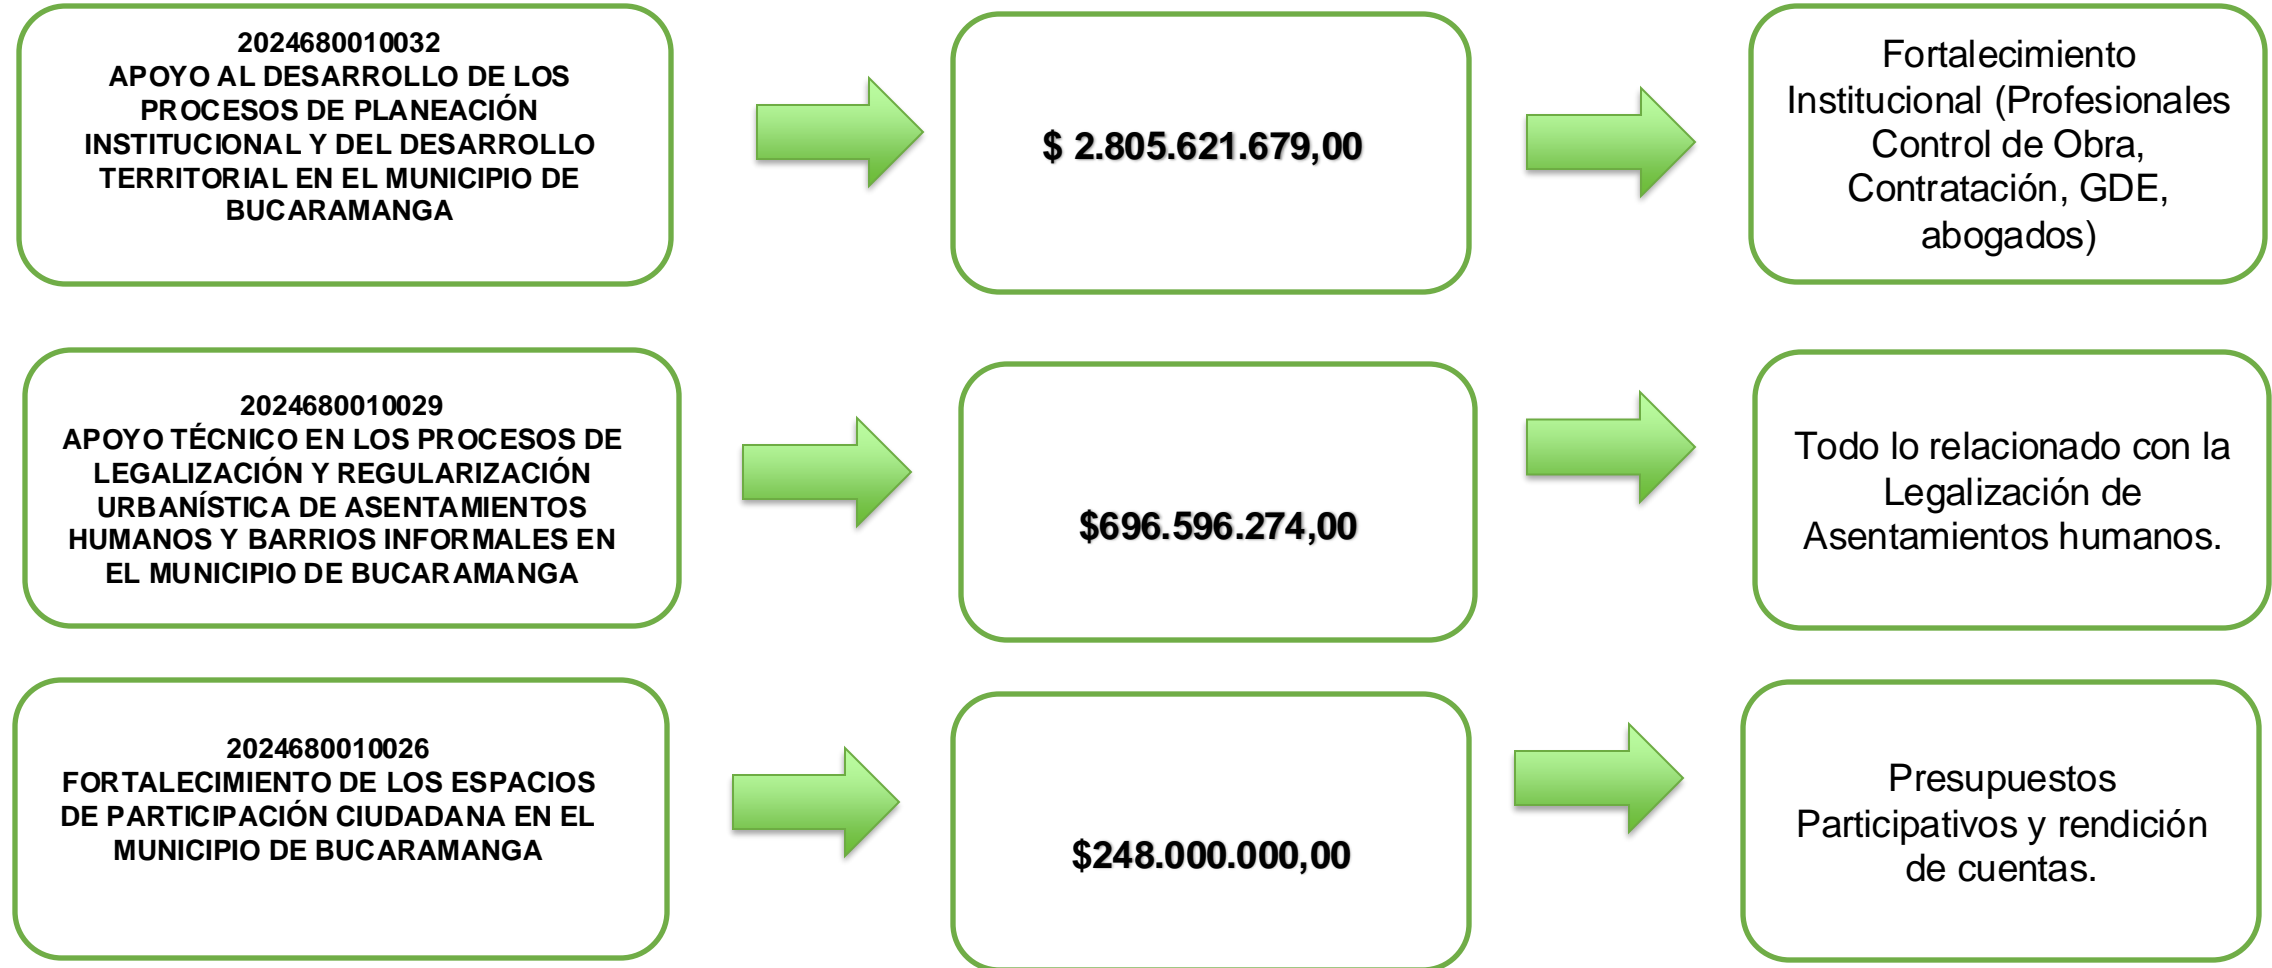 2024680010032
APOYO AL DESARROLLO DE LOS
PROCESOS DE PLANEACIÓN
INSTITUCIONAL Y DEL DESARROLLO
TERRITORIAL EN EL MUNICIPIO DE
BUCARAMANGA
$ 2.805.621.679,00
Fortalecimiento
Institucional (Profesionales
Control de Obra,
Contratación, GDE,
abogados)
2024680010029
APOYO TÉCNICO EN LOS PROCESOS DE
LEGALIZACIÓN Y REGULARIZACIÓN
URBANÍSTICA DE ASENTAMIENTOS
HUMANOS Y BARRIOS INFORMALES EN
EL MUNICIPIO DE BUCARAMANGA
$696.596.274,00
Todo lo relacionado con la
Legalización de
Asentamientos humanos.
2024680010026
FORTALECIMIENTO DE LOS ESPACIOS
DE PARTICIPACIÓN CIUDADANA EN EL
MUNICIPIO DE BUCARAMANGA
$248.000.000,00
Presupuestos
Participativos y rendición
de cuentas.